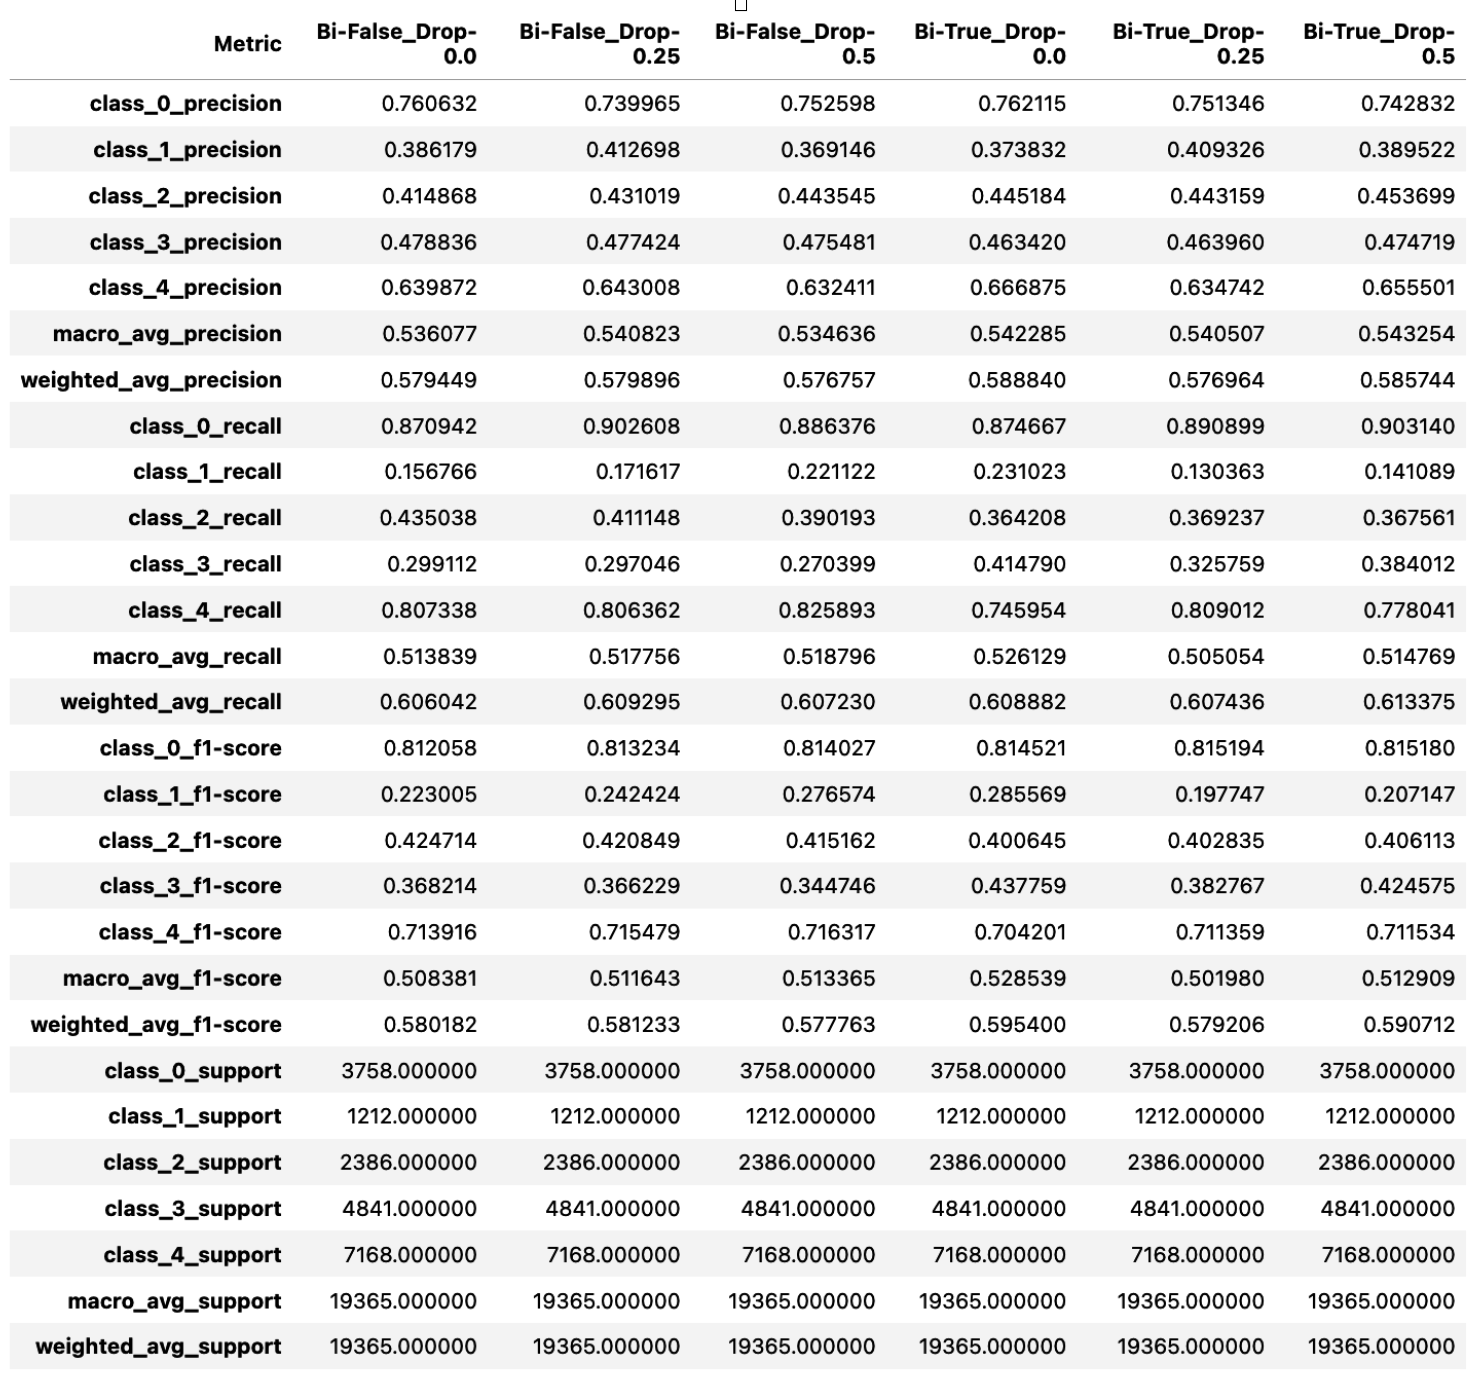 Metric Bi-False_Drop-0.0 Bi-False_Drop-0.25 Bi-False_Drop-0.5 Bi-True_Drop-0.0 Bi-True_Drop-0.25 Bi-True_Drop-0.5
class_0_precision 0.760632 0.739965 0.752598 0.762115 0.751346 0.742832
class_1_precision 0.386179 0.412698 0.369146 0.373832 0.409326 0.389522
class_2_precision 0.414868 0.431019 0.443545 0.445184 0.443159 0.453699
class_3_precision 0.478836 0.477424 0.475481 0.463420 0.463960 0.474719
class_4_precision 0.639872 0.643008 0.632411 0.666875 0.634742 0.655501
macro_avg_precision 0.536077 0.540823 0.534636 0.542285 0.540507 0.543254
weighted_avg_precision 0.579449 0.579896 0.576757 0.588840 0.576964 0.585744
class_0_recall 0.870942 0.902608 0.886376 0.874667 0.890899 0.903140
class_1_recall 0.156766 0.171617 0.221122 0.231023 0.130363 0.141089
class_2_recall 0.435038 0.411148 0.390193 0.364208 0.369237 0.367561
class_3_recall 0.299112 0.297046 0.270399 0.414790 0.325759 0.384012
class_4_recall 0.807338 0.806362 0.825893 0.745954 0.809012 0.778041
macro_avg_recall 0.513839 0.517756 0.518796 0.526129 0.505054 0.514769
weighted_avg_recall 0.606042 0.609295 0.607230 0.608882 0.607436 0.613375
class_0_f1-score 0.812058 0.813234 0.814027 0.814521 0.815194 0.815180
class_1_f1-score 0.223005 0.242424 0.276574 0.285569 0.197747 0.207147
class_2_f1-score 0.424714 0.420849 0.415162 0.400645 0.402835 0.406113
class_3_f1-score 0.368214 0.366229 0.344746 0.437759 0.382767 0.424575
class_4_f1-score 0.713916 0.715479 0.716317 0.704201 0.711359 0.711534
macro_avg_f1-score 0.508381 0.511643 0.513365 0.528539 0.501980 0.512909
weighted_avg_f1-score 0.580182 0.581233 0.577763 0.595400 0.579206 0.590712
class_0_support 3758.000000 3758.000000 3758.000000 3758.000000 3758.000000 3758.000000
class_1_support 1212.000000 1212.000000 1212.000000 1212.000000 1212.000000 1212.000000
class_2_support 2386.000000 2386.000000 2386.000000 2386.000000 2386.000000 2386.000000
class_3_support 4841.000000 4841.000000 4841.000000 4841.000000 4841.000000 4841.000000
class_4_support 7168.000000 7168.000000 7168.000000 7168.000000 7168.000000 7168.000000
macro_avg_support 19365.000000 19365.000000 19365.000000 19365.000000 19365.000000 19365.000000
weighted_avg_support 19365.000000 19365.000000 19365.000000 19365.000000 19365.000000 19365.000000